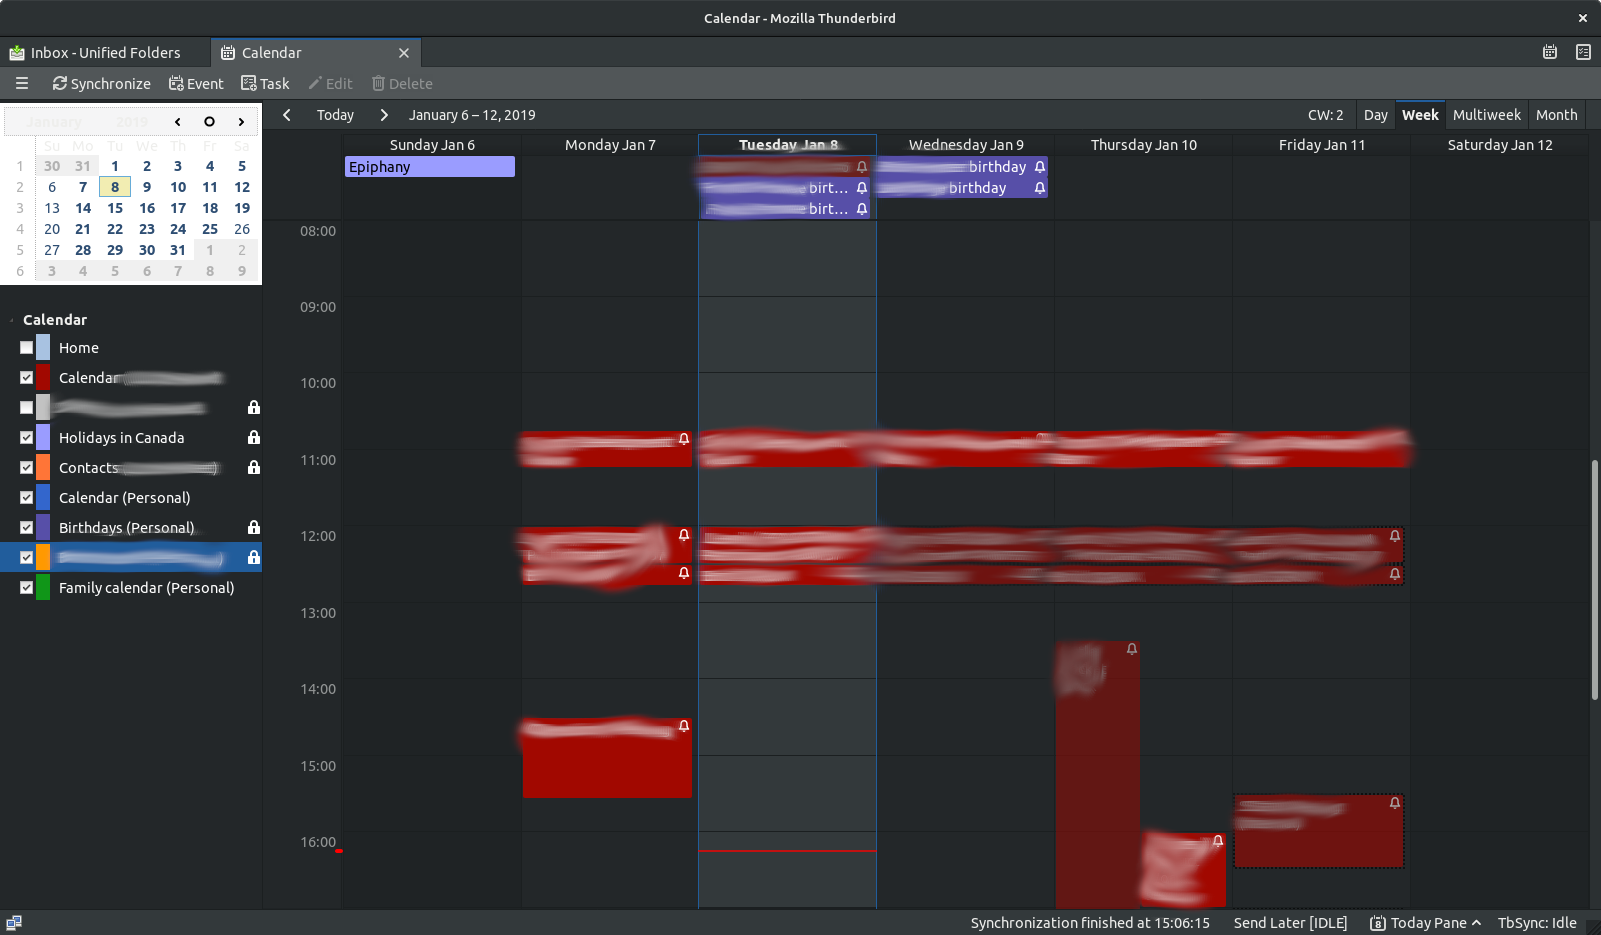 Calendar - Mozilla Thunderbird
Inbox - Unified Folders
Calendar
Synchronize Event Task Edit Delete
January 2019
Su Mo Tu We Th Fr Sa
1 30 31 1 2 3 4 5
2 6 7 8 9 10 11 12
3 13 14 15 16 17 18 19
4 20 21 22 23 24 25 26
5 27 28 29 30 31 1 2
6 3 4 5 6 7 8 9
Calendar
Home
Calendar
Holidays in Canada
Contacts
Calendar (Personal)
Birthdays (Personal)
Family calendar (Personal)
Today January 6 – 12, 2019 CW: 2 Day Week Multiweek Month
Sunday Jan 6 Monday Jan 7 Tuesday Jan 8 Wednesday Jan 9 Thursday Jan 10 Friday Jan 11 Saturday Jan 12
Epiphany birthday
birt... birthday
birt...
08:00
09:00
10:00
11:00
12:00
13:00
14:00
15:00
16:00
Synchronization finished at 15:06:15 Send Later [IDLE] 8 Today Pane TbSync: Idle